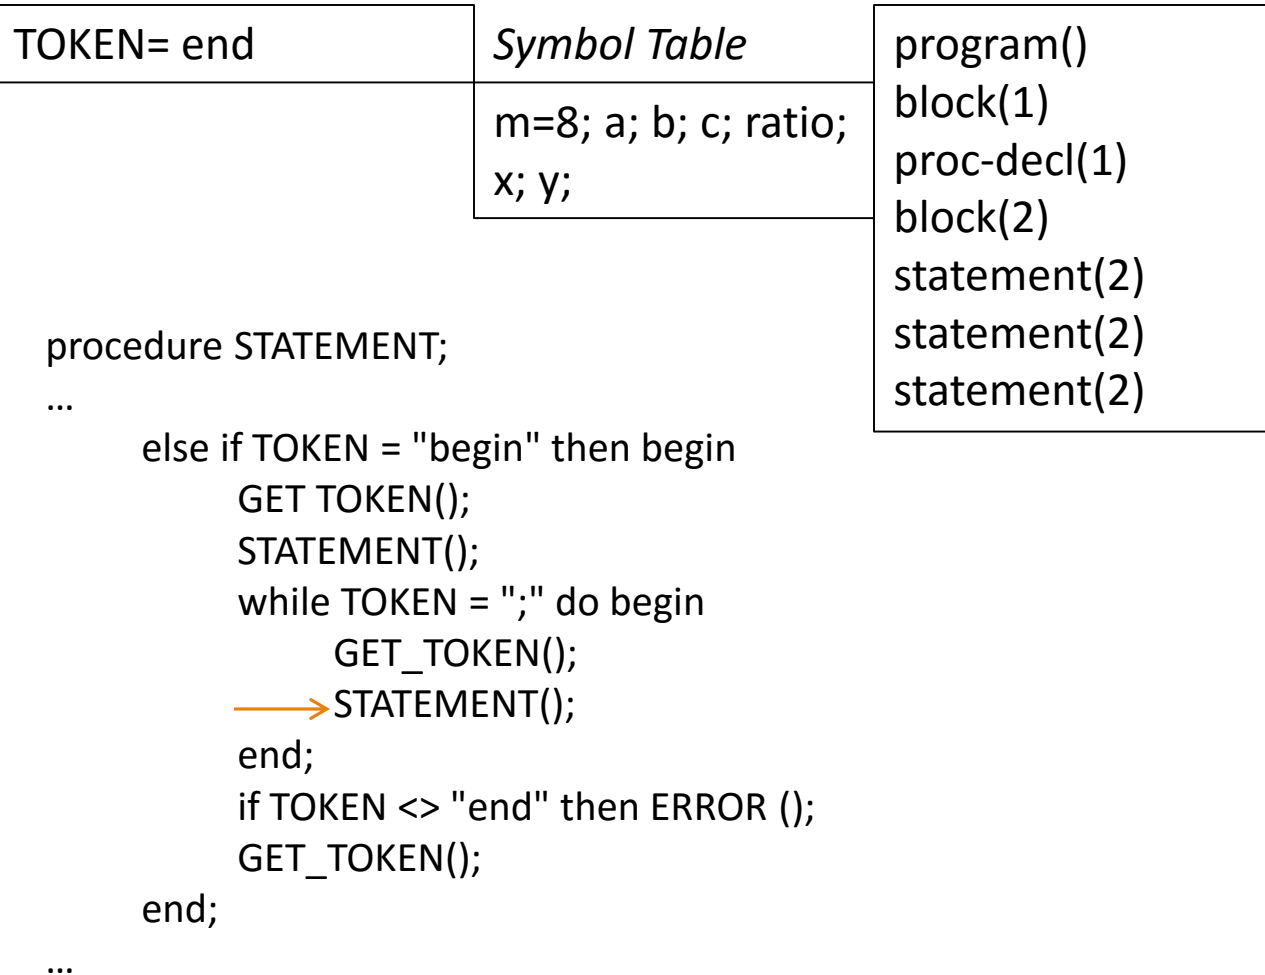 TOKEN= end
Symbol Table
m=8; a; b; c; ratio;
x; y;
program()
block(1)
proc-decl(1)
block(2)
statement(2)
statement(2)
statement(2)
procedure STATEMENT;
…
else if TOKEN = "begin" then begin
GET TOKEN();
STATEMENT();
while TOKEN = ";" do begin
GET_TOKEN();
STATEMENT();
end;
if TOKEN <> "end" then ERROR ();
GET_TOKEN();
end;
…